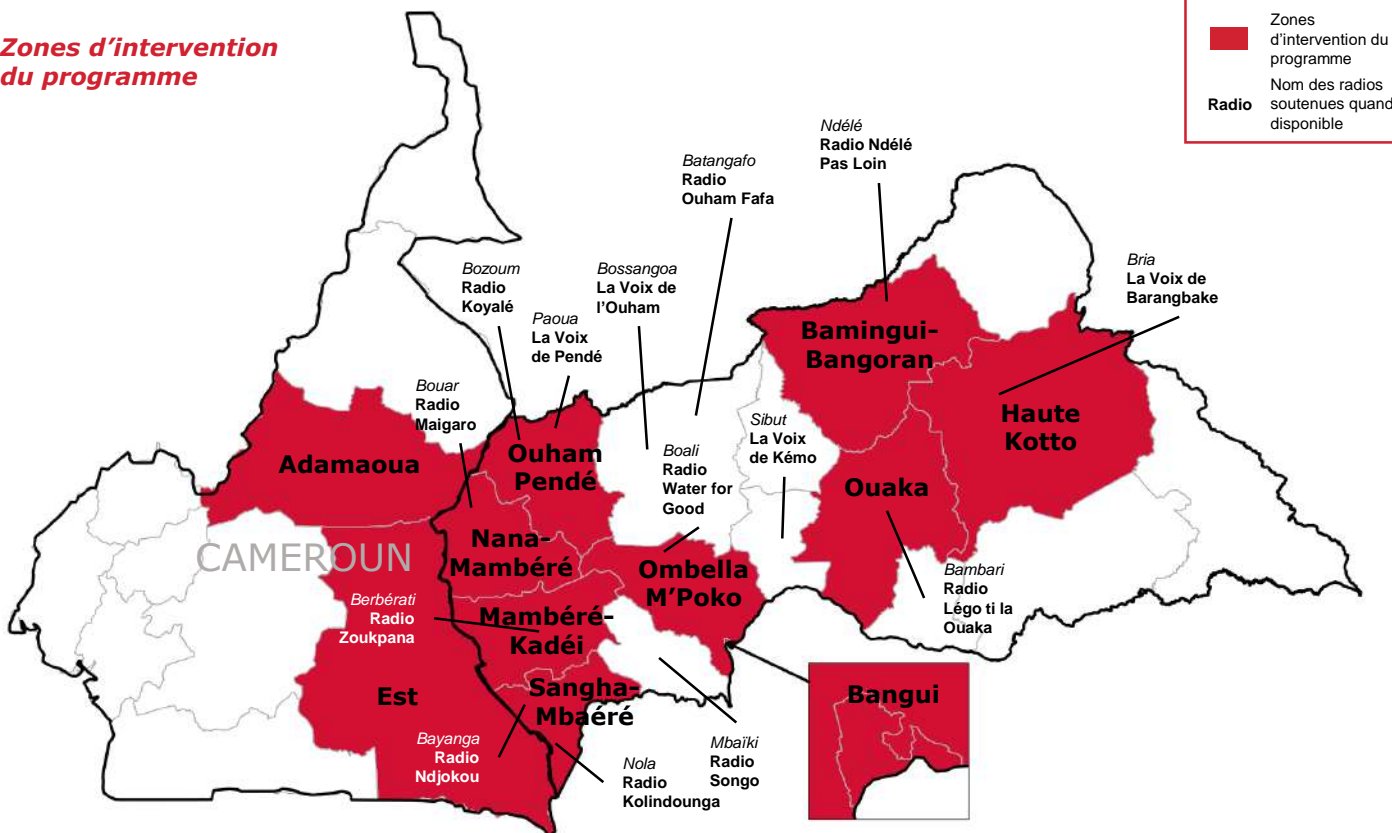 Zones d'intervention
du programme
Zones
d'intervention du
programme
Radio
Nom des radios
soutenues quand
disponible
Ndélé
Radio Ndélé
Pas Loin
Batangafo
Radio
Ouham Fafa
Bria
La Voix de
Barangbake
Bozoum
Radio
Koyalé
Bossangoa
La Voix de
l'Ouham
Paoua
La Voix
de Pendé
Bouar
Radio
Maigaro
Sibut
La Voix
de Kémo
Boali
Radio
Water for
Good
Bamingui-
Bangoran
Haute
Kotto
Adamaoua
Ouham
Pendé
Ouaka
CAMEROUN
Nana-
Mambéré
Ombella
M'Poko
Bambari
Radio
Légo ti la
Ouaka
Berbérati
Radio
Zoukpana
Mambéré-
Kadéi
Est
Sangha-
Mbaéré
Bangui
Bayanga
Radio
Ndjokou
Nola
Radio
Kolindounga
Mbaïki
Radio
Songo